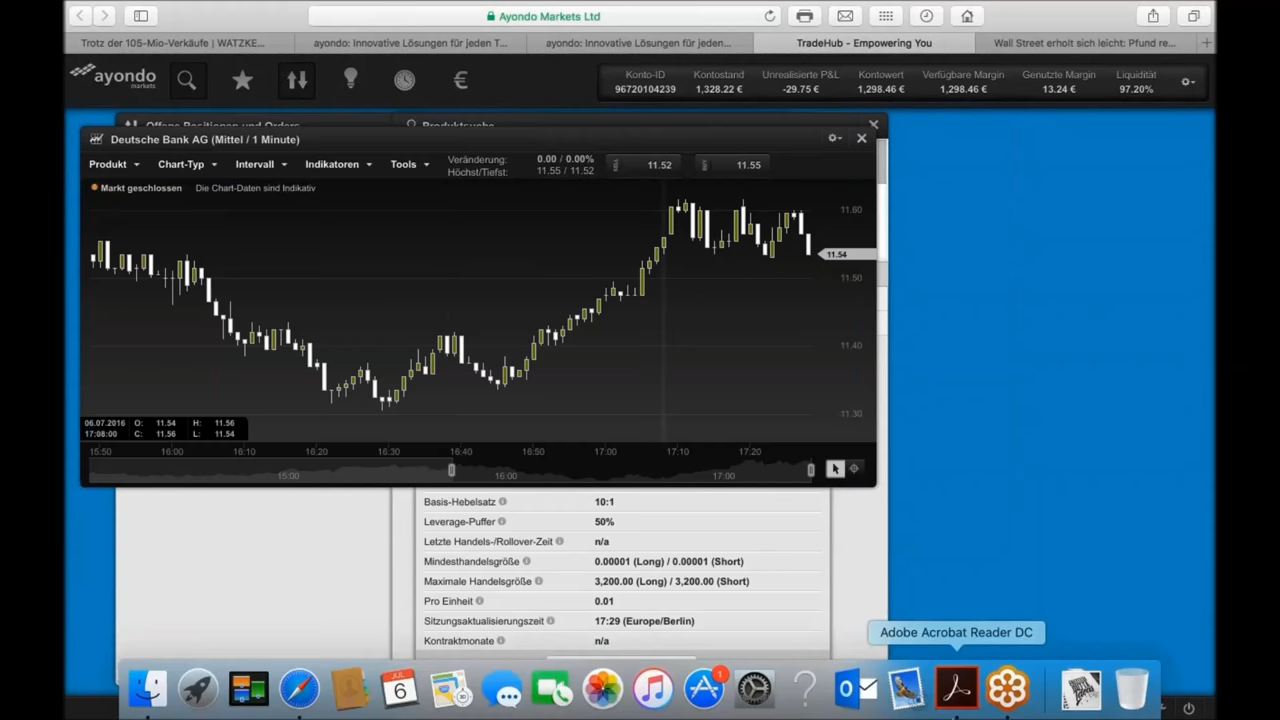 Ayondo Markets Ltd
Trotz der 105-Mio-Verkäufe | WATZKE...
ayondo: Innovative Lösungen für jeden T...
ayondo: Innovative Lösungen für jeden...
TradeHub - Empowering You
Wall Street erholt sich leicht: Pfund re...
ayondo
markets
Konto-ID
96720104239
Kontostand
1,328.22 €
Unrealisierte P&L
-29.75 €
Kontowert
1,298.46 €
Verfügbare Margin
1,298.46 €
Genutzte Margin
13.24 €
Liquidität
97.20%
Offene Positionen und Orders
Produktsuche
Deutsche Bank AG (Mittel / 1 Minute)
Produkt
Chart-Typ
Intervall
Indikatoren
Tools
Veränderung: 0.00 / 0.00%
Höchst/Tiefst: 11.55 / 11.52
SELL 11.52
BUY 11.55
Markt geschlossen Die Chart-Daten sind Indikativ
11.60
11.54
11.50
11.40
11.30
06.07.2016 O: 11.54 H: 11.56
17:08:00 C: 11.56 L: 11.54
15:50 16:00 16:10 16:20 16:30 16:40 16:50 17:00 17:10 17:20
15:00 16:00 17:00
Basis-Hebelsatz 10:1
Leverage-Puffer 50%
Letzte Handels-/Rollover-Zeit n/a
Mindesthandelsgröße 0.00001 (Long) / 0.00001 (Short)
Maximale Handelsgröße 3,200.00 (Long) / 3,200.00 (Short)
Pro Einheit 0.01
Sitzungsaktualisierungszeit 17:29 (Europe/Berlin)
Kontraktmonate n/a
Adobe Acrobat Reader DC
JUL
6
1